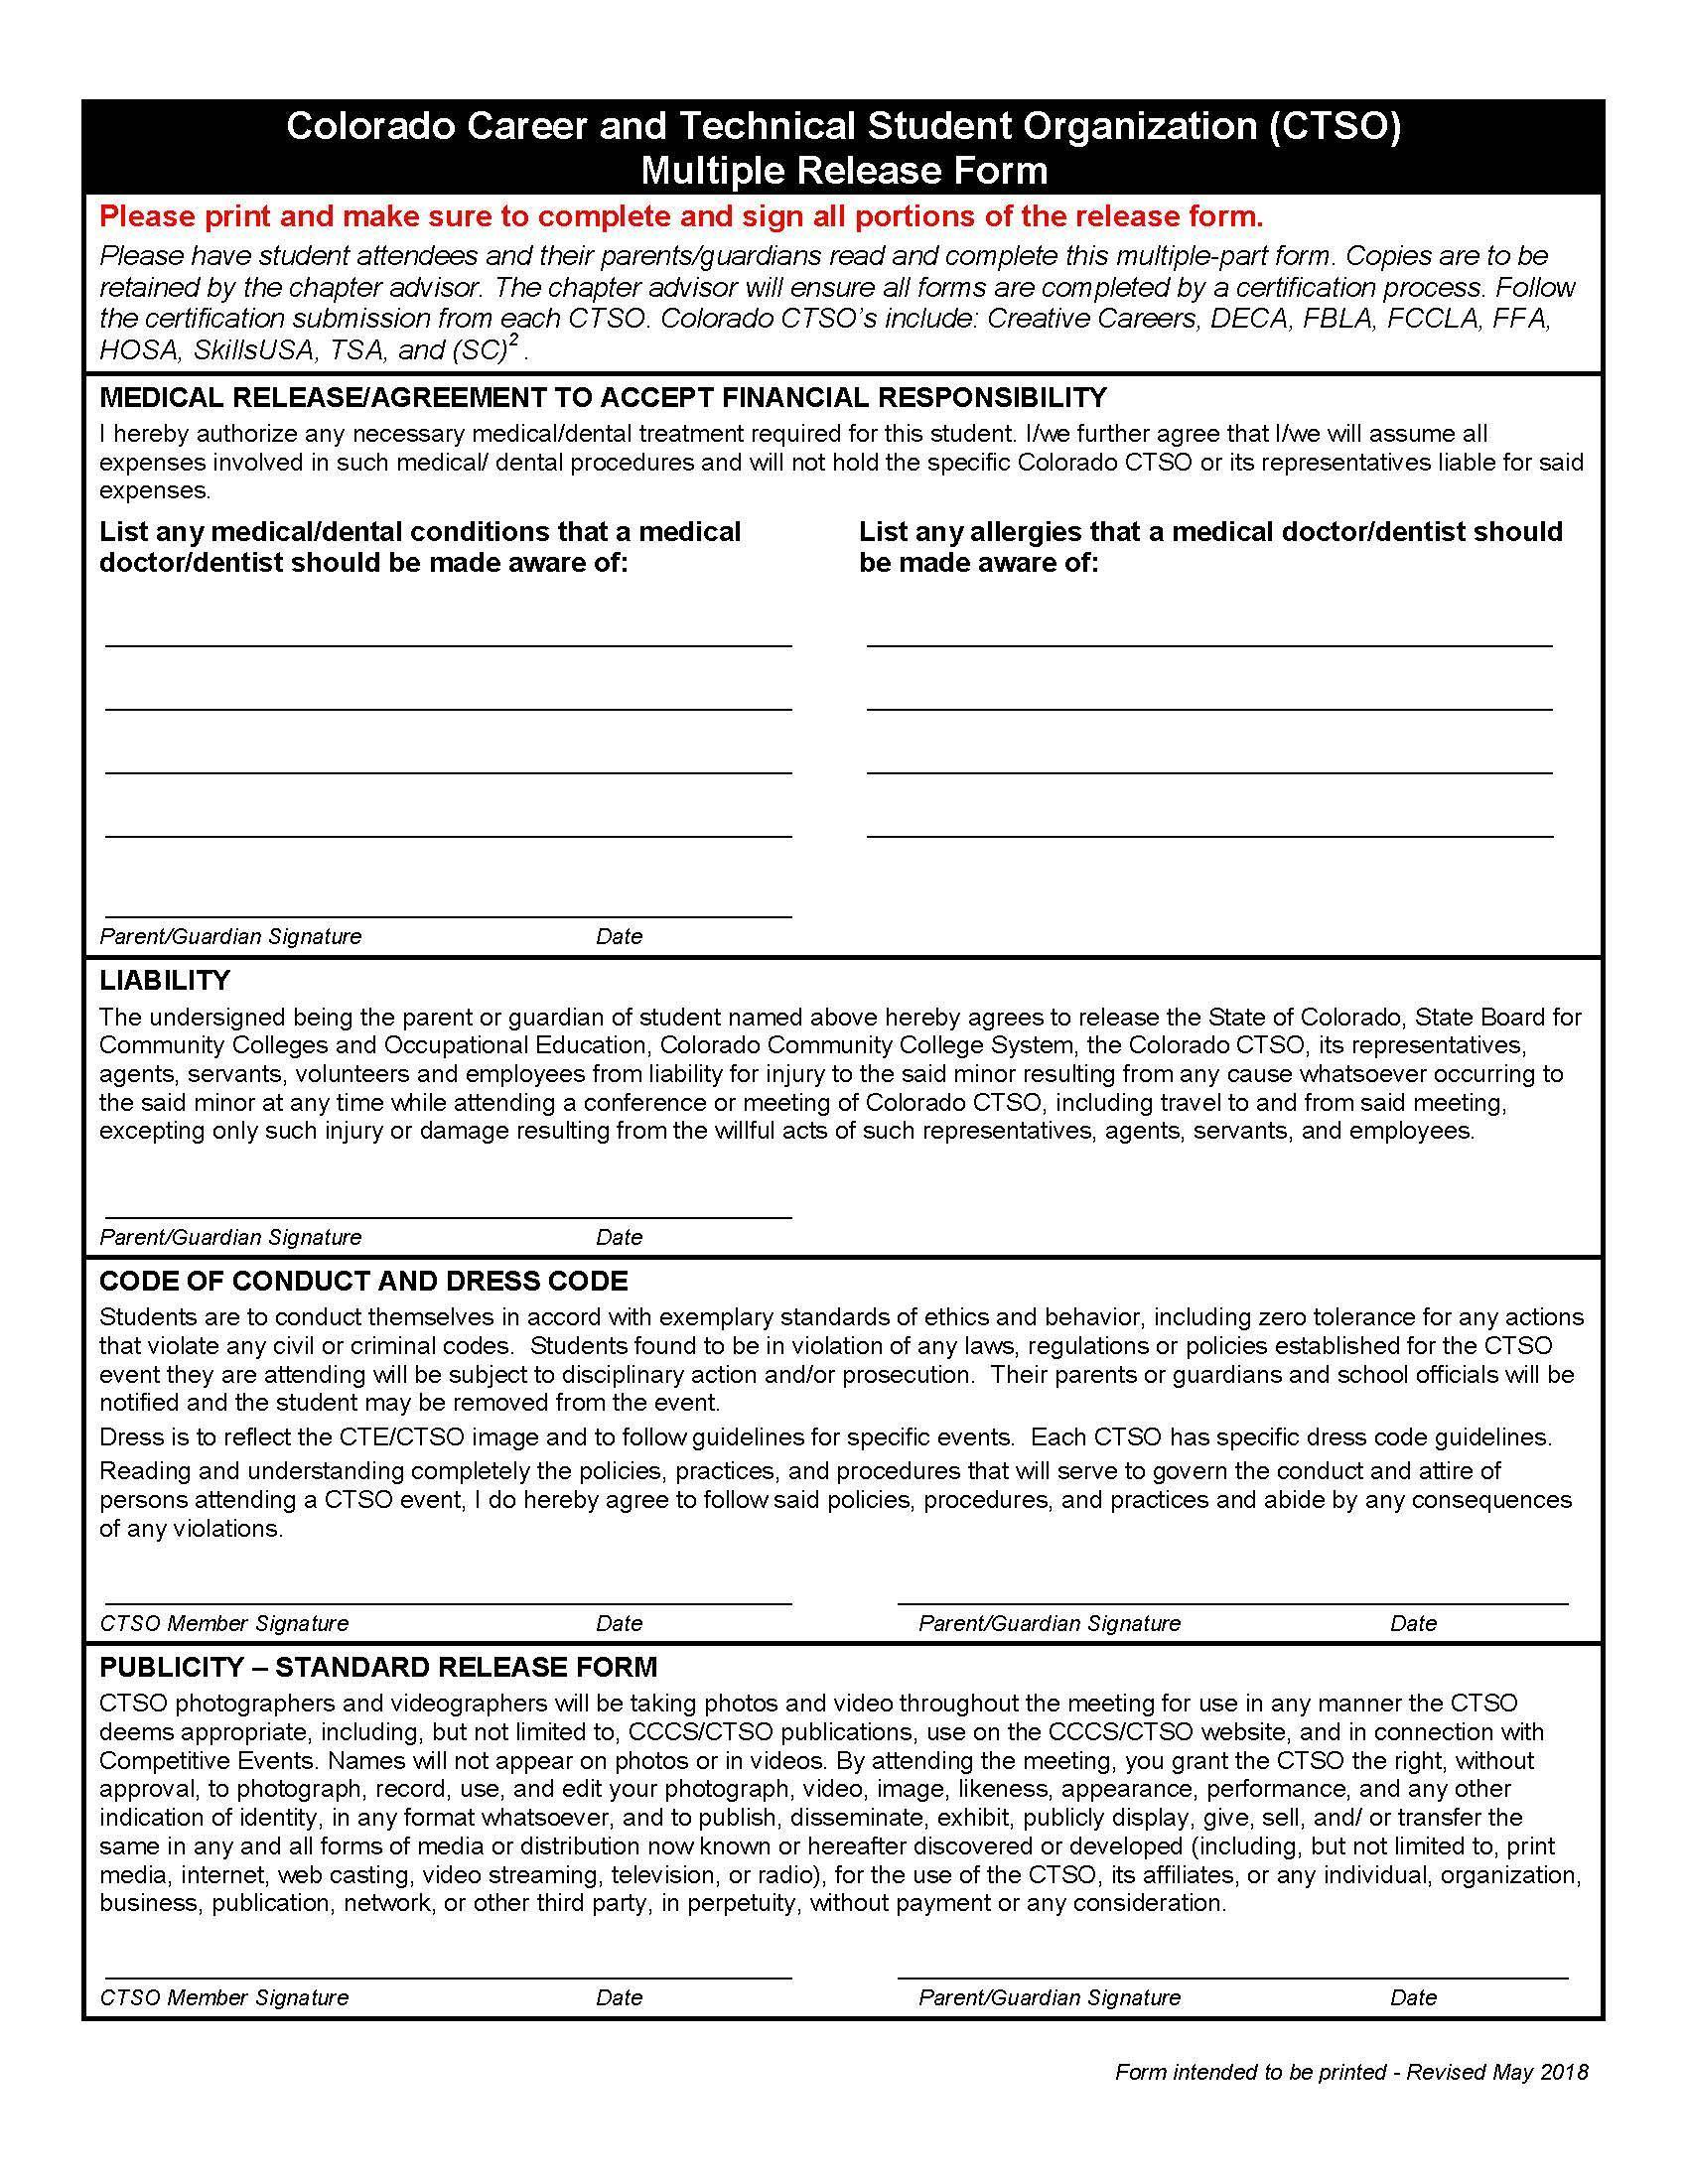 Colorado Career and Technical Student Organization (CTSO)
Multiple Release Form
Please print and make sure to complete and sign all portions of the release form.
Please have student attendees and their parents/guardians read and complete this multiple-part form. Copies are to be
retained by the chapter advisor. The chapter advisor will ensure all forms are completed by a certification process. Follow
the certification submission from each CTSO. Colorado CTSO's include: Creative Careers, DECA, FBLA, FCCLA, FFA,
HOSA, SkillsUSA, TSA, and (SC)².
MEDICAL RELEASE/AGREEMENT TO ACCEPT FINANCIAL RESPONSIBILITY
I hereby authorize any necessary medical/dental treatment required for this student. I/we further agree that I/we will assume all
expenses involved in such medical/ dental procedures and will not hold the specific Colorado CTSO or its representatives liable for said
expenses.
List any medical/dental conditions that a medical
doctor/dentist should be made aware of:
List any allergies that a medical doctor/dentist should
be made aware of:
Parent/Guardian Signature Date
LIABILITY
The undersigned being the parent or guardian of student named above hereby agrees to release the State of Colorado, State Board for
Community Colleges and Occupational Education, Colorado Community College System, the Colorado CTSO, its representatives,
agents, servants, volunteers and employees from liability for injury to the said minor resulting from any cause whatsoever occurring to
the said minor at any time while attending a conference or meeting of Colorado CTSO, including travel to and from said meeting,
excepting only such injury or damage resulting from the willful acts of such representatives, agents, servants, and employees.
Parent/Guardian Signature Date
CODE OF CONDUCT AND DRESS CODE
Students are to conduct themselves in accord with exemplary standards of ethics and behavior, including zero tolerance for any actions
that violate any civil or criminal codes. Students found to be in violation of any laws, regulations or policies established for the CTSO
event they are attending will be subject to disciplinary action and/or prosecution. Their parents or guardians and school officials will be
notified and the student may be removed from the event.
Dress is to reflect the CTE/CTSO image and to follow guidelines for specific events. Each CTSO has specific dress code guidelines.
Reading and understanding completely the policies, practices, and procedures that will serve to govern the conduct and attire of
persons attending a CTSO event, I do hereby agree to follow said policies, procedures, and practices and abide by any consequences
of any violations.
CTSO Member Signature Date Parent/Guardian Signature Date
PUBLICITY – STANDARD RELEASE FORM
CTSO photographers and videographers will be taking photos and video throughout the meeting for use in any manner the CTSO
deems appropriate, including, but not limited to, CCCS/CTSO publications, use on the CCCS/CTSO website, and in connection with
Competitive Events. Names will not appear on photos or in videos. By attending the meeting, you grant the CTSO the right, without
approval, to photograph, record, use, and edit your photograph, video, image, likeness, appearance, performance, and any other
indication of identity, in any format whatsoever, and to publish, disseminate, exhibit, publicly display, give, sell, and/ or transfer the
same in any and all forms of media or distribution now known or hereafter discovered or developed (including, but not limited to, print
media, internet, web casting, video streaming, television, or radio), for the use of the CTSO, its affiliates, or any individual, organization,
business, publication, network, or other third party, in perpetuity, without payment or any consideration.
CTSO Member Signature Date Parent/Guardian Signature Date
Form intended to be printed - Revised May 2018